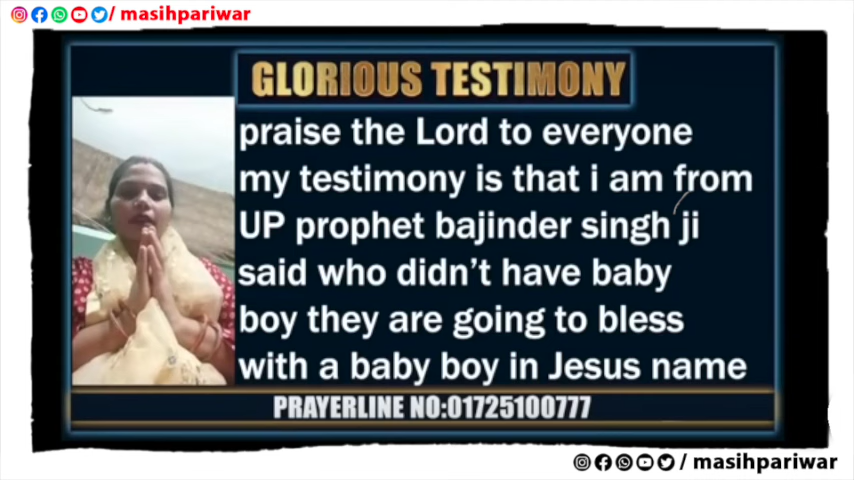 / masihpariwar
GLORIOUS TESTIMONY
praise the Lord to everyone
my testimony is that i am from
UP prophet bajinder singh ji
said who didn't have baby
boy they are going to bless
with a baby boy in Jesus name
PRAYERLINE NO:01725100777
/ masihpariwar